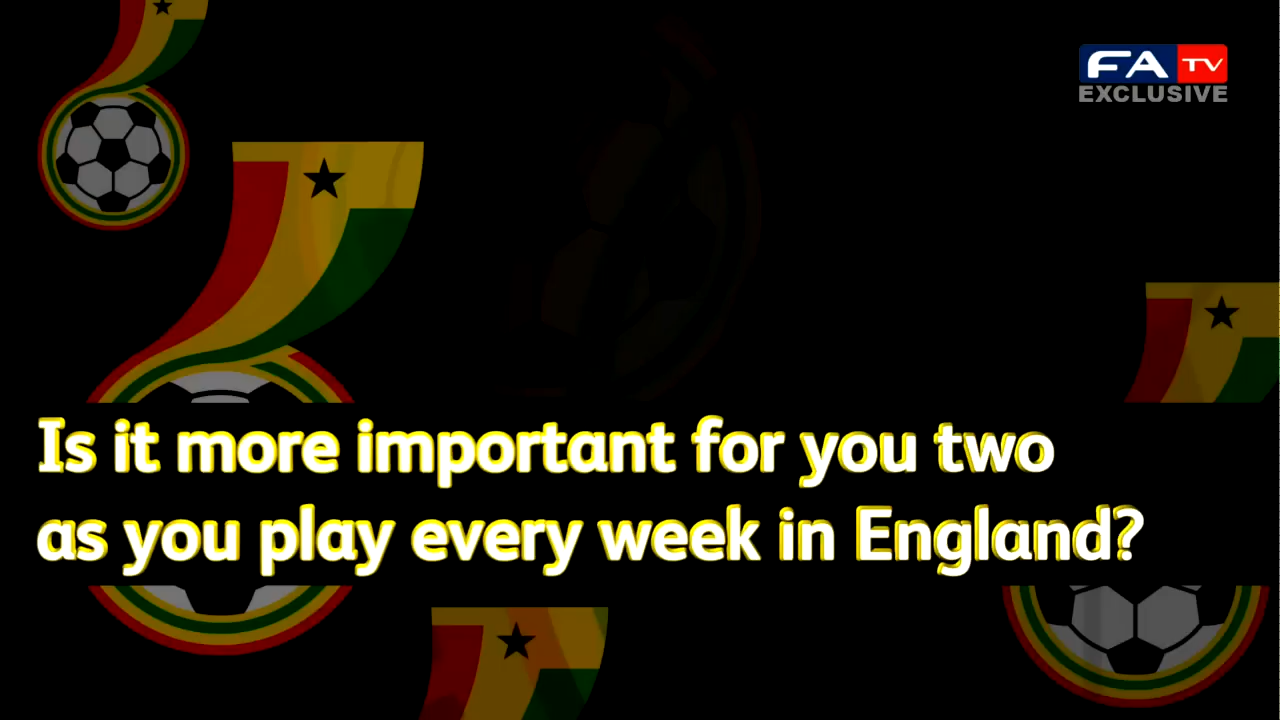 FA TV
EXCLUSIVE
Is it more important for you two
as you play every week in England?